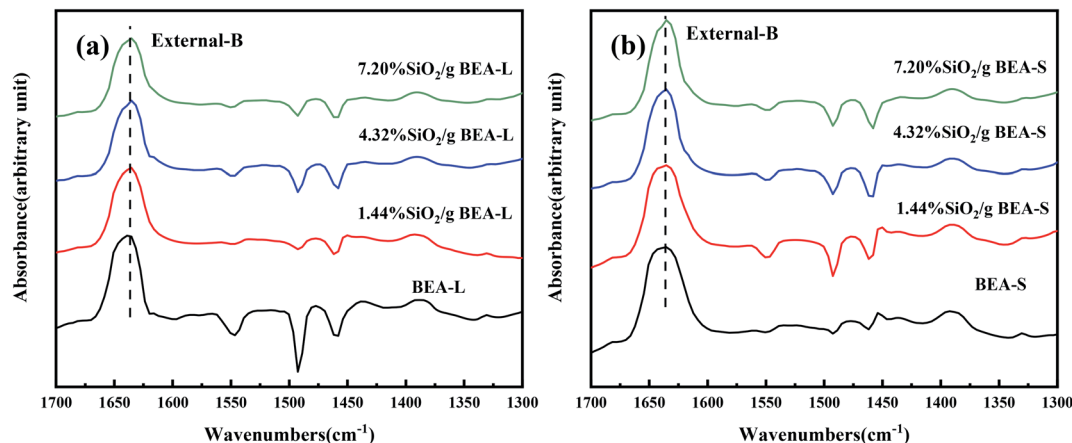 (a)
External-B
7.20%SiO₂/g BEA-L
4.32%SiO₂/g BEA-L
1.44%SiO₂/g BEA-L
BEA-L
Absorbance(arbitrary unit)
1700 1650 1600 1550 1500 1450 1400 1350 1300
Wavenumbers(cm⁻¹)
(b)
External-B
7.20%SiO₂/g BEA-S
4.32%SiO₂/g BEA-S
1.44%SiO₂/g BEA-S
BEA-S
Absorbance(arbitrary unit)
1700 1650 1600 1550 1500 1450 1400 1350 1300
Wavenumbers(cm⁻¹)